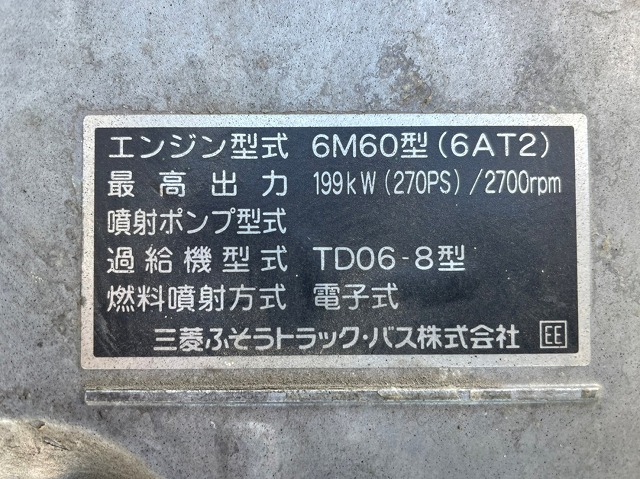 エンジン型式 6M60型(6AT2)
最高出力 199kW(270PS)/2700rpm
噴射ポンプ型式
過給機型式 TD06-8型
燃料噴射方式 電子式
三菱ふそうトラック・バス株式会社 EE